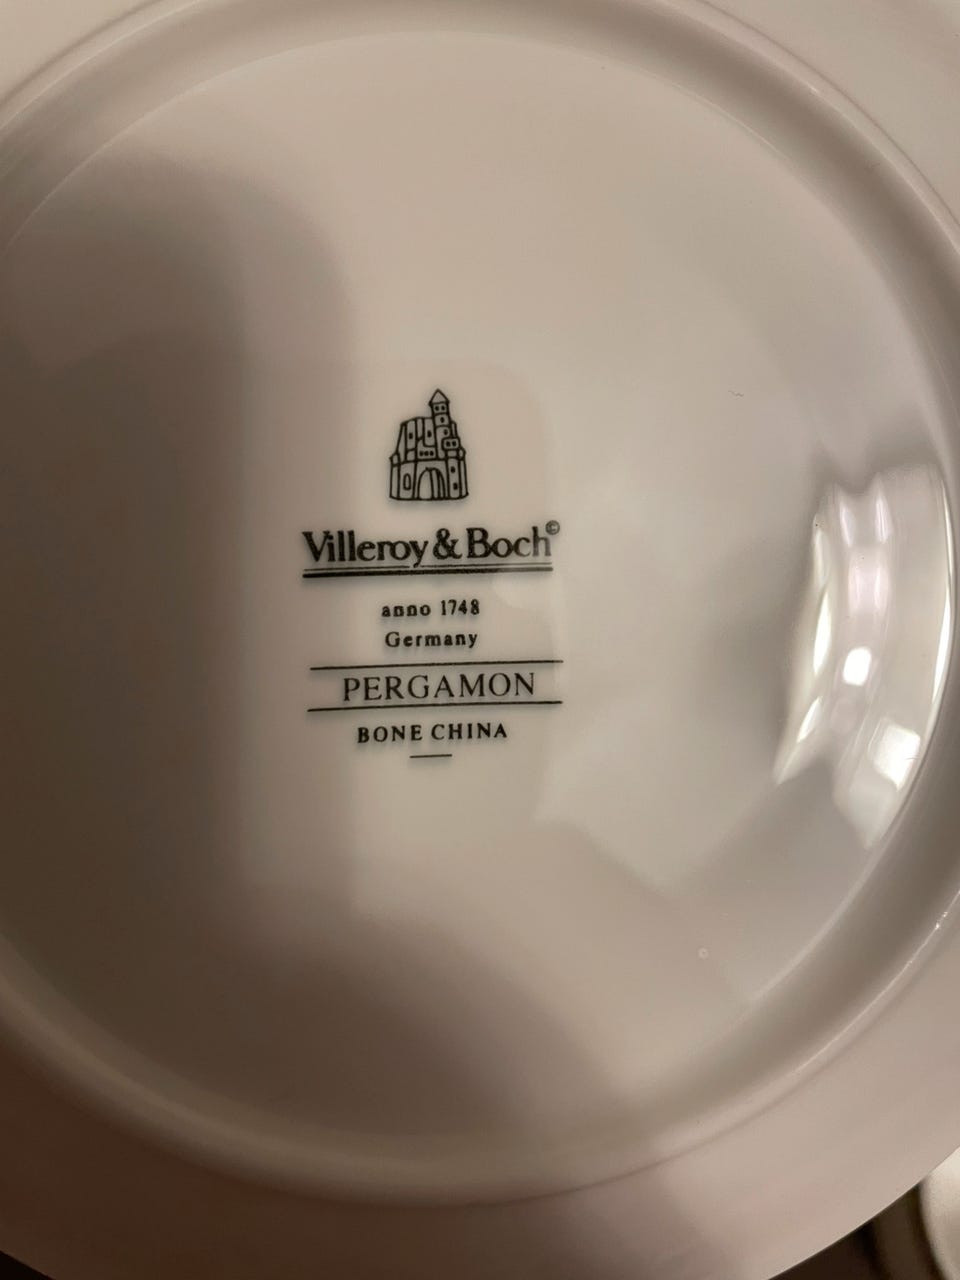 Villeroy & Boch©
anno 1748
Germany
PERGAMON
BONE CHINA